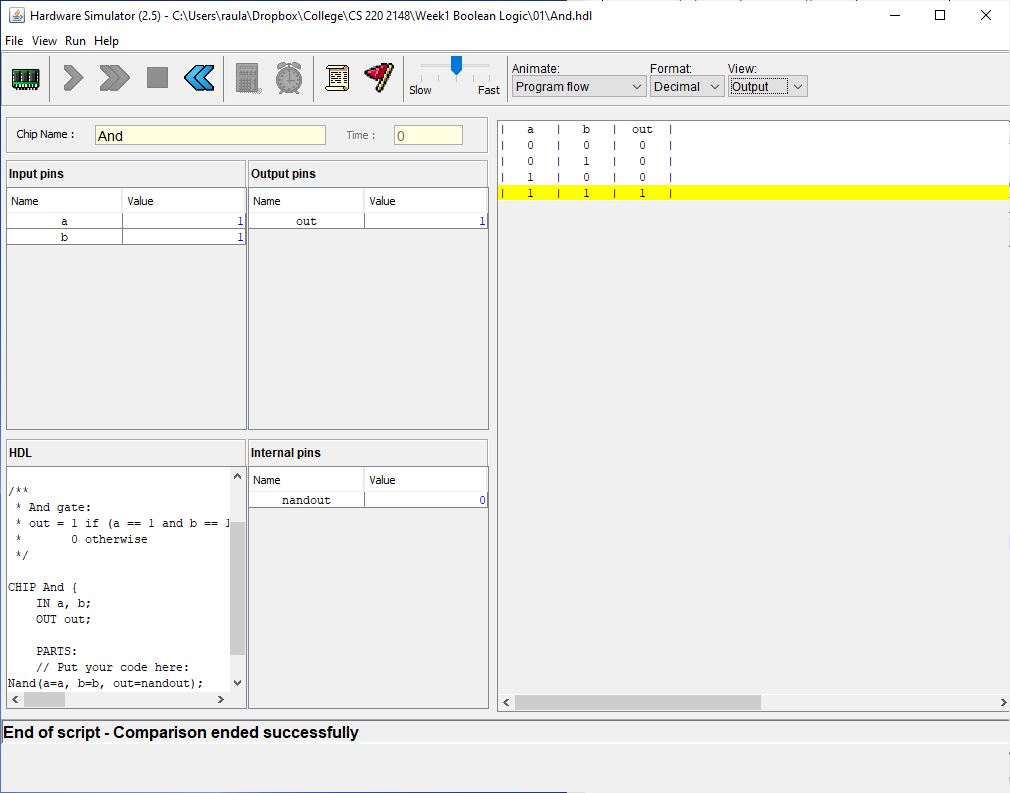 Hardware Simulator (2.5) - C:\Users\raula\Dropbox\College\CS 220 2148\Week1 Boolean Logic\01\And.hdl
File View Run Help
Slow Fast
Animate: Format: View:
Program flow Decimal Output
Chip Name : And Time : 0
Input pins
Name Value
a 1
b 1
Output pins
Name Value
out 1
| a | b | out |
| 0 | 0 | 0 |
| 0 | 1 | 0 |
| 1 | 0 | 0 |
| 1 | 1 | 1 |
HDL
/**
* And gate:
* out = 1 if (a == 1 and b == 1
* 0 otherwise
*/
CHIP And {
IN a, b;
OUT out;
PARTS:
// Put your code here:
Nand(a=a, b=b, out=nandout);
Internal pins
Name Value
nandout 0
End of script - Comparison ended successfully